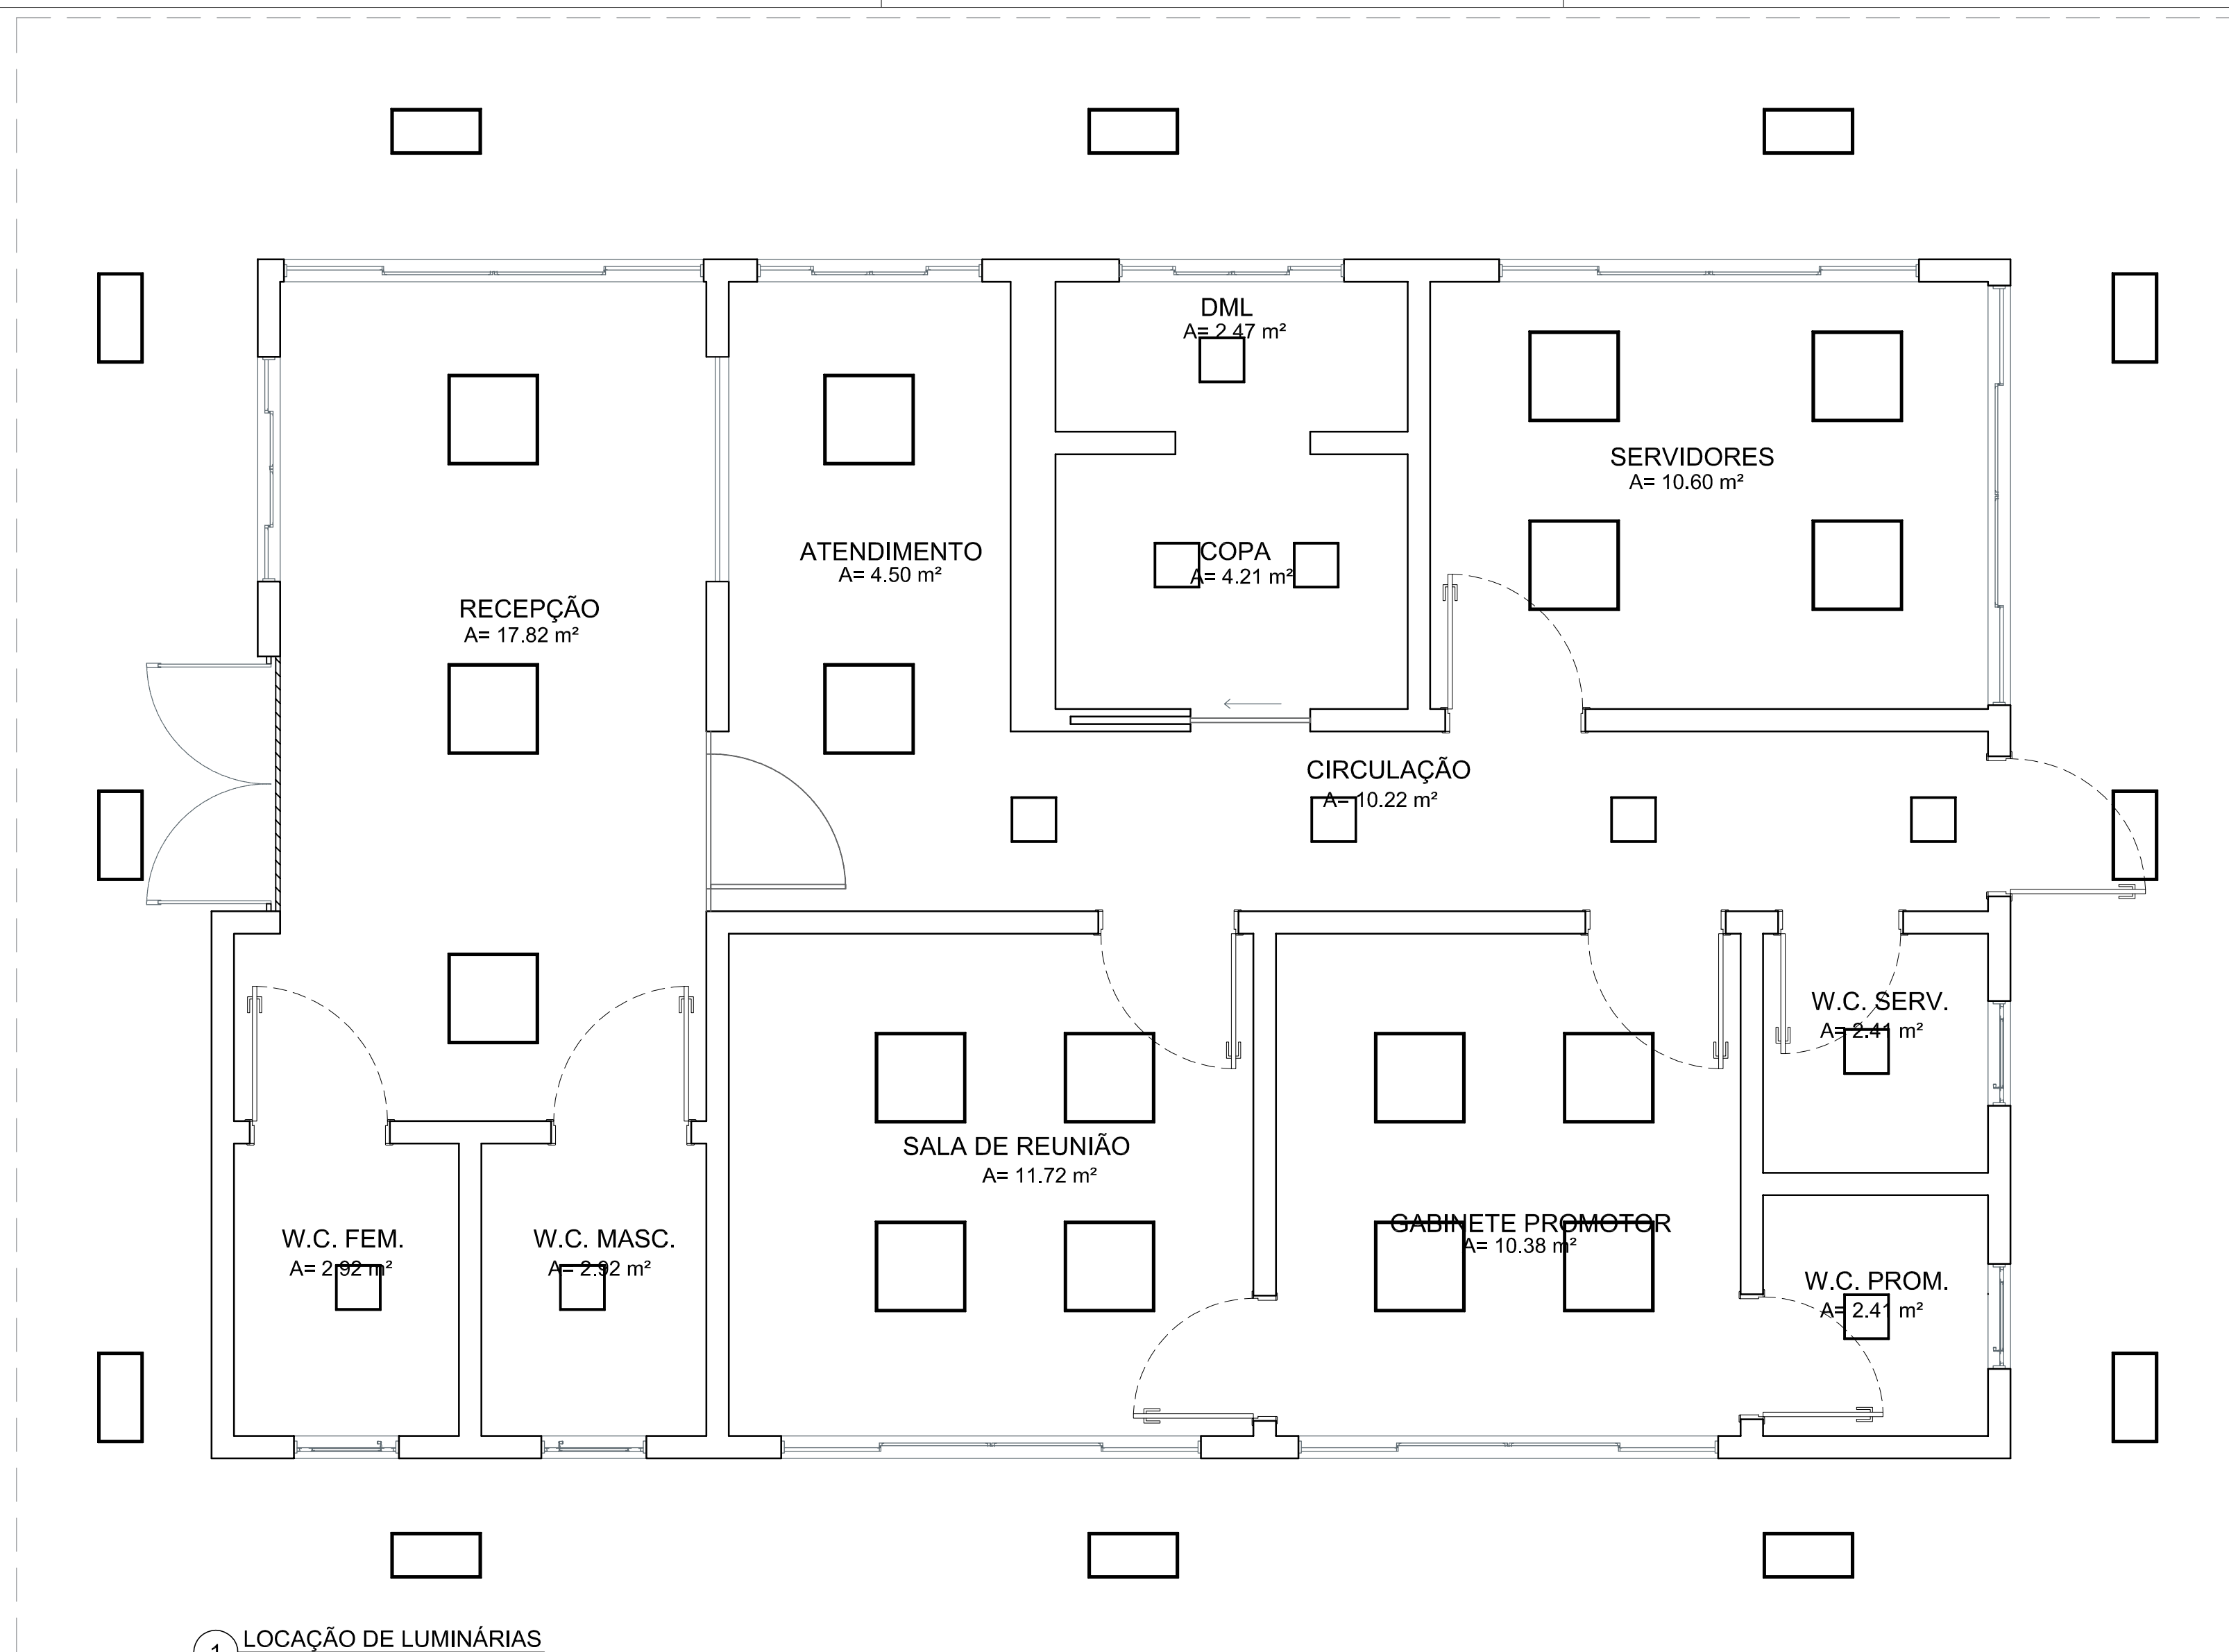 DML
A= 2.47 m²
SERVIDORES
A= 10.60 m²
ATENDIMENTO
A= 4.50 m²
COPA
A= 4.21 m²
RECEPÇÃO
A= 17.82 m²
CIRCULAÇÃO
A= 10.22 m²
W.C. SERV.
A= 2.41 m²
SALA DE REUNIÃO
A= 11.72 m²
GABINETE PROMOTOR
A= 10.38 m²
W.C. FEM.
A= 2.92 m²
W.C. MASC.
A= 2.92 m²
W.C. PROM.
A= 2.41 m²
1 LOCAÇÃO DE LUMINÁRIAS